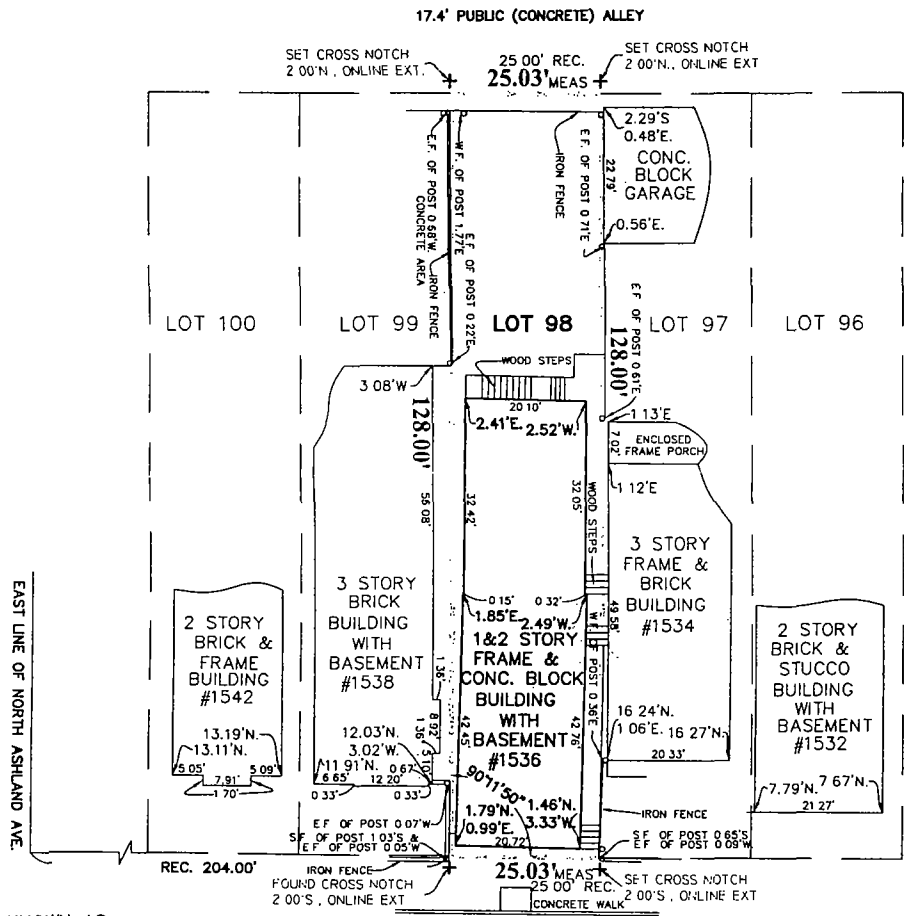 17.4' PUBLIC (CONCRETE) ALLEY
SET CROSS NOTCH
2 00'N , ONLINE EXT.
25 00' REC.
25.03' MEAS
SET CROSS NOTCH
2 00'N., ONLINE EXT
2.29'S
0.48'E.
CONC.
BLOCK
GARAGE
22 79'
0.56'E.
IRON FENCE
E.F. OF POST 0.71'E
E.F. OF POST 0.68'W.
CONCRETE AREA
IRON FENCE
W.F. OF POST 1.77'E
E.F. OF POST 0 22'E
LOT 100
LOT 99
LOT 98
LOT 97
LOT 96
E.F. OF POST 0.61'E
128.00'
WOOD STEPS
3 08'W
128.00'
20 10'
2.41'E.
2.52'W.
1 13'E
7 02'
ENCLOSED
FRAME PORCH
1 12'E
56 08'
32 42'
32 05'
WOOD STEPS
0 15'
0 32'
1.85'E.
2.49'W.
49 58'
W.F. OF POST 0.36'E
3 STORY
FRAME &
BRICK
BUILDING
#1534
3 STORY
BRICK
BUILDING
WITH
BASEMENT
#1538
1&2 STORY
FRAME &
CONC. BLOCK
BUILDING
WITH
BASEMENT
#1536
2 STORY
BRICK &
FRAME
BUILDING
#1542
2 STORY
BRICK &
STUCCO
BUILDING
WITH
BASEMENT
#1532
EAST LINE OF NORTH ASHLAND AVE.
1.36'
8 92'
1.36'
5.10'
42 45'
42 76'
16 24'N.
1 06'E.
16 27'N.
20 33'
13.19'N.
13.11'N.
5 05'
7.91'
5 09'
1 70'
12.03'N.
3.02'W.
11 91'N.
6 65'
12 20'
0 67'
0 33'
0 33'
90°11'50"
1.79'N.
0.99'E.
1.46'N.
3.33'W.
20.72'
7.79'N.
7 67'N.
21 27'
IRON FENCE
E F OF POST 0 07'W
S.F. OF POST 1 03'S &
E F OF POST 0 05'W
S F OF POST 0 65'S
E F OF POST 0 09'W
REC. 204.00'
IRON FENCE
FOUND CROSS NOTCH
2 00'S , ONLINE EXT
25.03' MEAS
25 00' REC.
SET CROSS NOTCH
2 00'S , ONLINE EXT
CONCRETE WALK